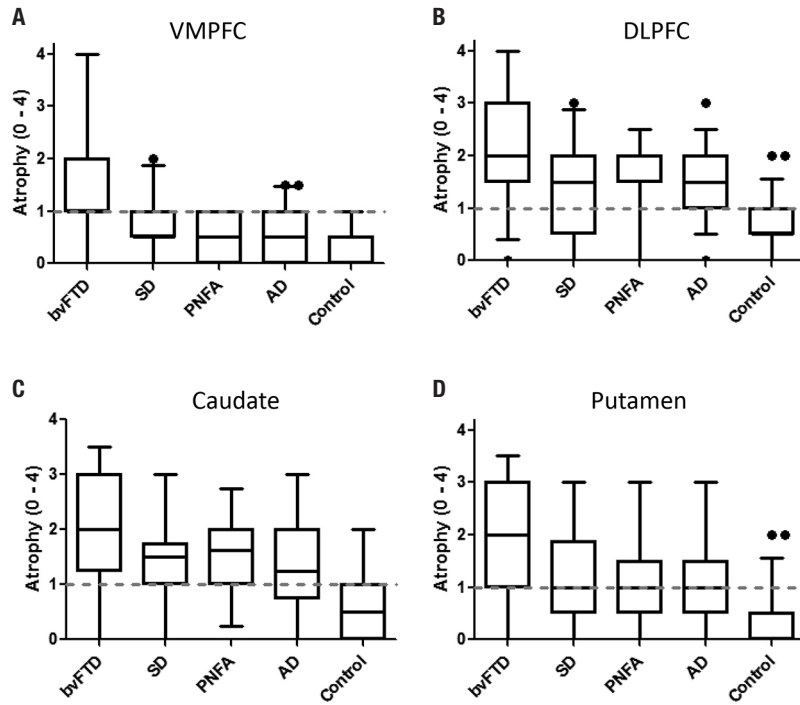 A
VMPFC
Atrophy (0 - 4)
4
3
2
1
0
bvFTD
SD
PNFA
AD
Control
B
DLPFC
Atrophy (0 - 4)
4
3
2
1
0
bvFTD
SD
PNFA
AD
Control
C
Caudate
Atrophy (0 - 4)
4
3
2
1
0
bvFTD
SD
PNFA
AD
Control
D
Putamen
Atrophy (0 - 4)
4
3
2
1
0
bvFTD
SD
PNFA
AD
Control